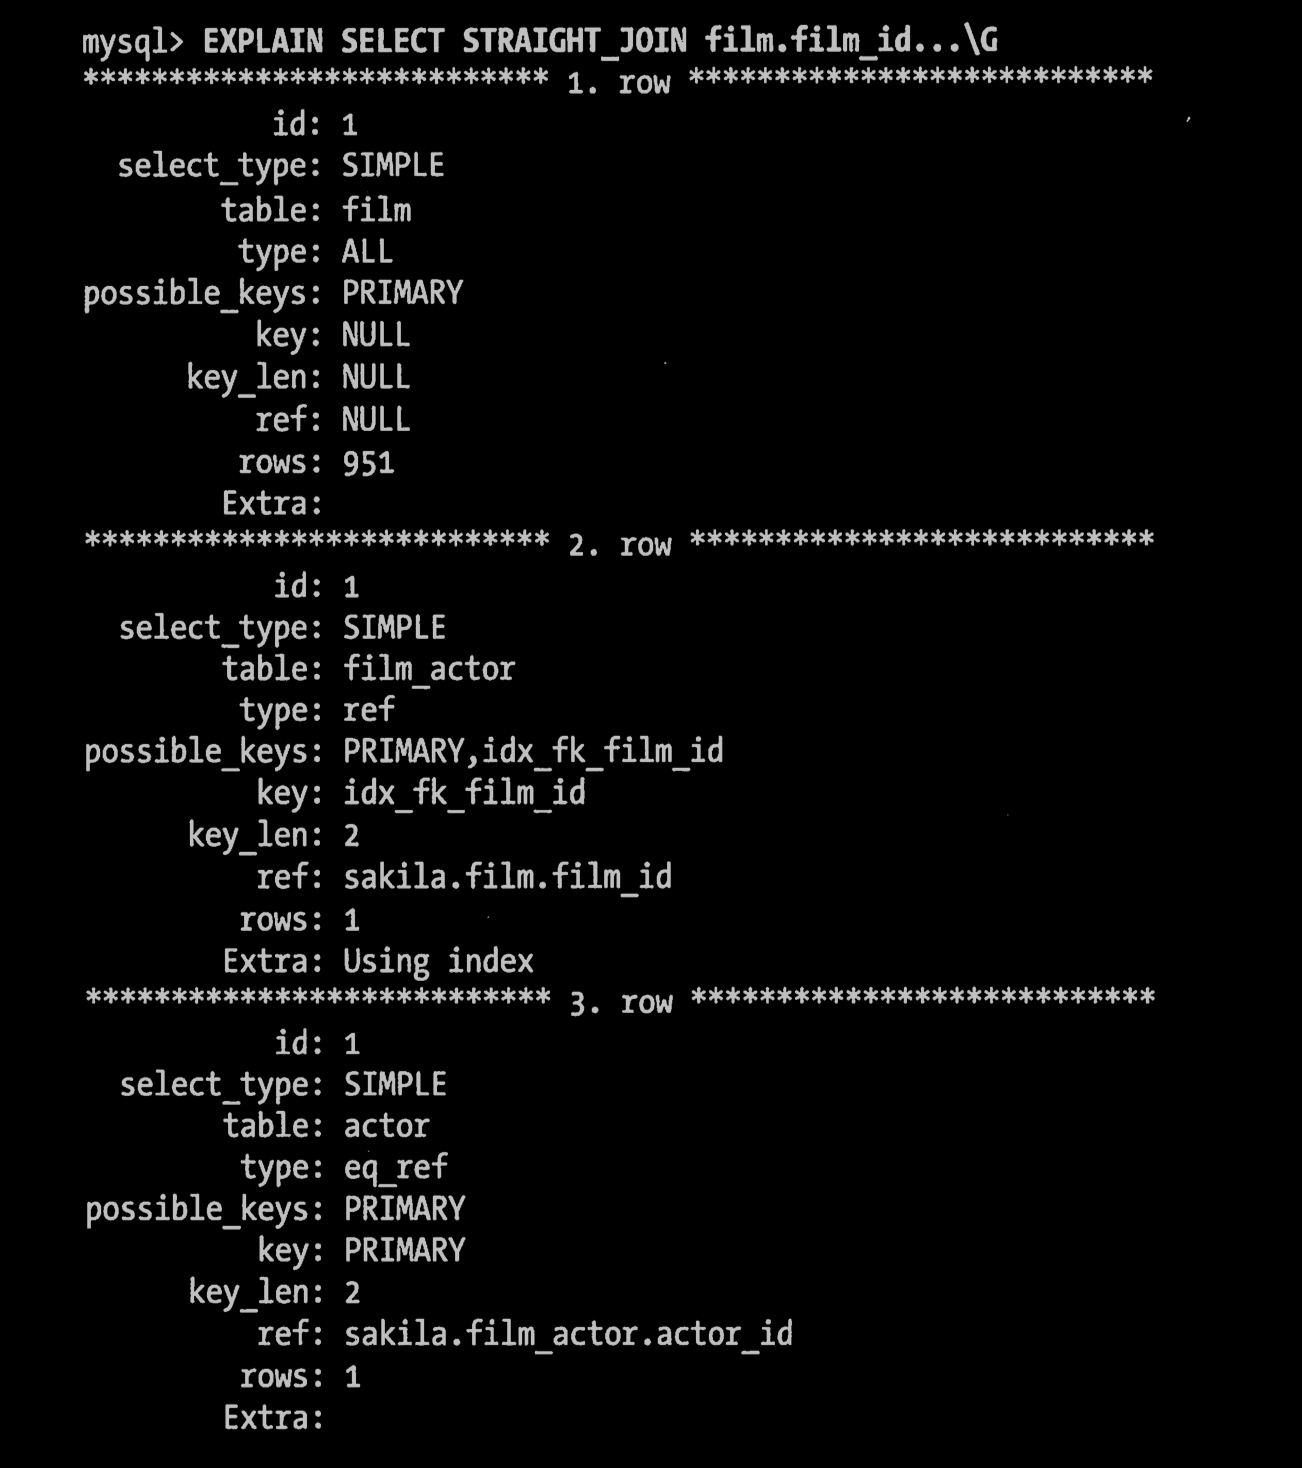 mysql> EXPLAIN SELECT STRAIGHT_JOIN film.film_id...\G
*************************** 1. row ***************************
id: 1
select_type: SIMPLE
table: film
type: ALL
possible_keys: PRIMARY
key: NULL
key_len: NULL
ref: NULL
rows: 951
Extra:
*************************** 2. row ***************************
id: 1
select_type: SIMPLE
table: film_actor
type: ref
possible_keys: PRIMARY,idx_fk_film_id
key: idx_fk_film_id
key_len: 2
ref: sakila.film.film_id
rows: 1
Extra: Using index
*************************** 3. row ***************************
id: 1
select_type: SIMPLE
table: actor
type: eq_ref
possible_keys: PRIMARY
key: PRIMARY
key_len: 2
ref: sakila.film_actor.actor_id
rows: 1
Extra: